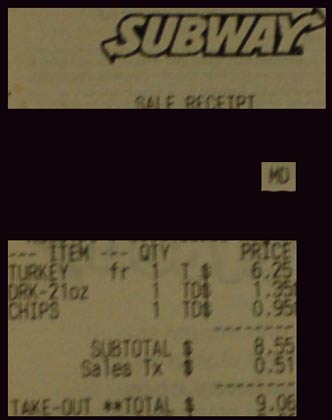 SUBWAY
SALE RECEIPT
MD
--- ITEM --- QTY PRICE
TURKEY fr 1 T $ 6.25
DRK-21oz 1 TD$ 1.35
CHIPS 1 TD$ 0.95
--------
SUBTOTAL $ 8.55
Sales Tx $ 0.51
--------
TAKE-OUT **TOTAL $ 9.06